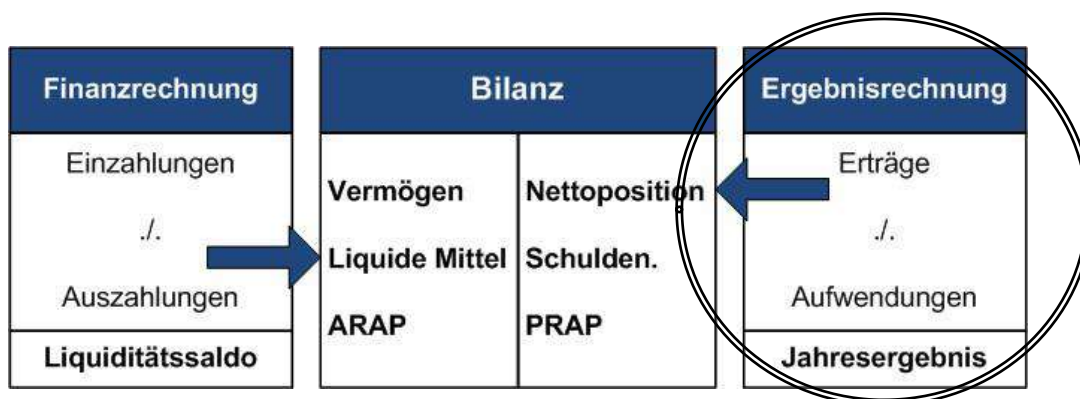 Finanzrechnung
Einzahlungen
./.
Auszahlungen
Liquiditätssaldo
Bilanz
Vermögen
Liquide Mittel
ARAP
Nettoposition
Schulden.
PRAP
Ergebnisrechnung
Erträge
./.
Aufwendungen
Jahresergebnis